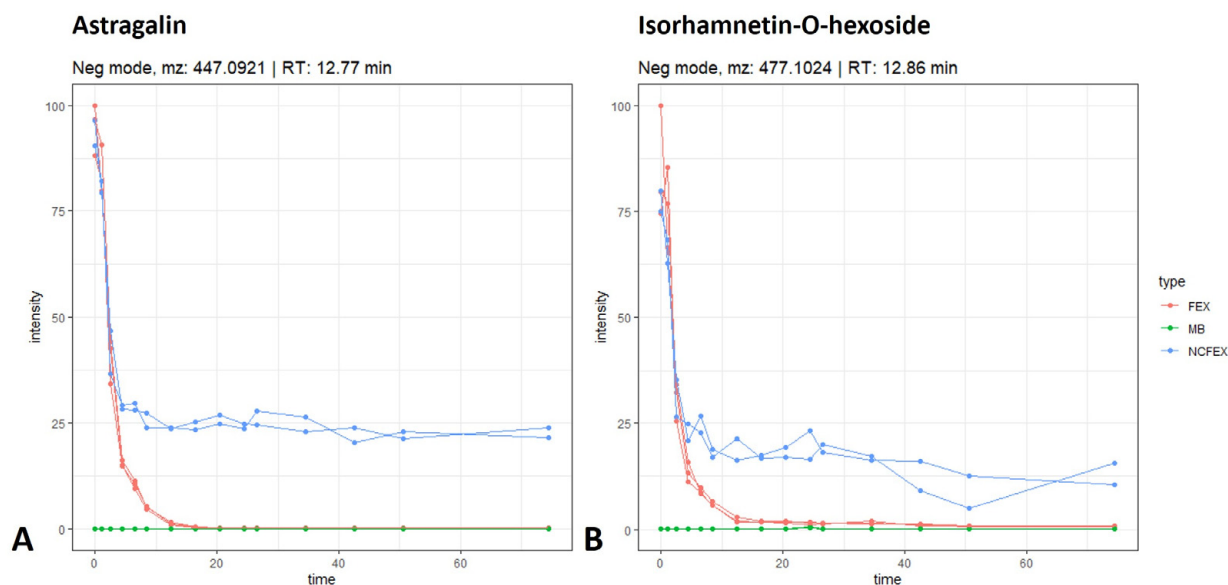 Astragalin
Neg mode, mz: 447.0921 | RT: 12.77 min
100
75
50
25
0
intensity
0
20
40
60
time
A
Isorhamnetin-O-hexoside
Neg mode, mz: 477.1024 | RT: 12.86 min
100
75
50
25
0
intensity
0
20
40
60
time
B
type
FEX
MB
NCFEX